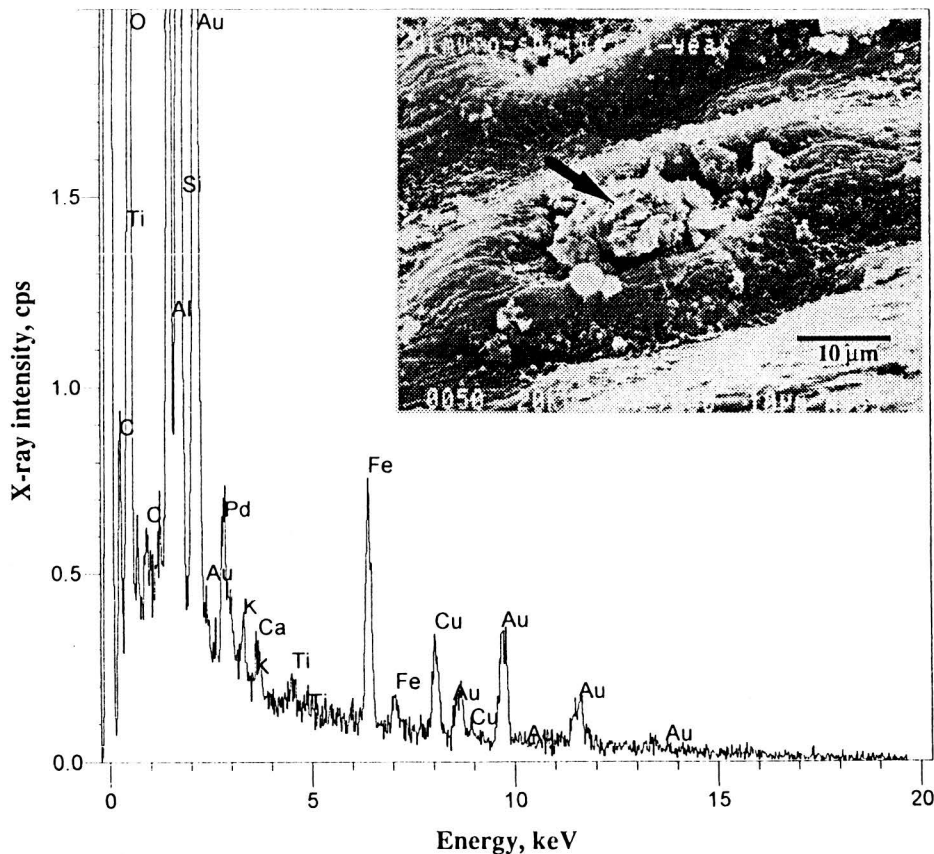 O
Au
1.5
Si
Ti
Al
1.0
C
Fe
C
Pd
0.5
Au
K
Ca
K
Ti
Ti
Fe
Cu
Au
Cu
Au
Au
Au
Au
0.0
0
5
10
15
20
X-ray intensity, cps
Energy, keV
-year
10 µm
0050